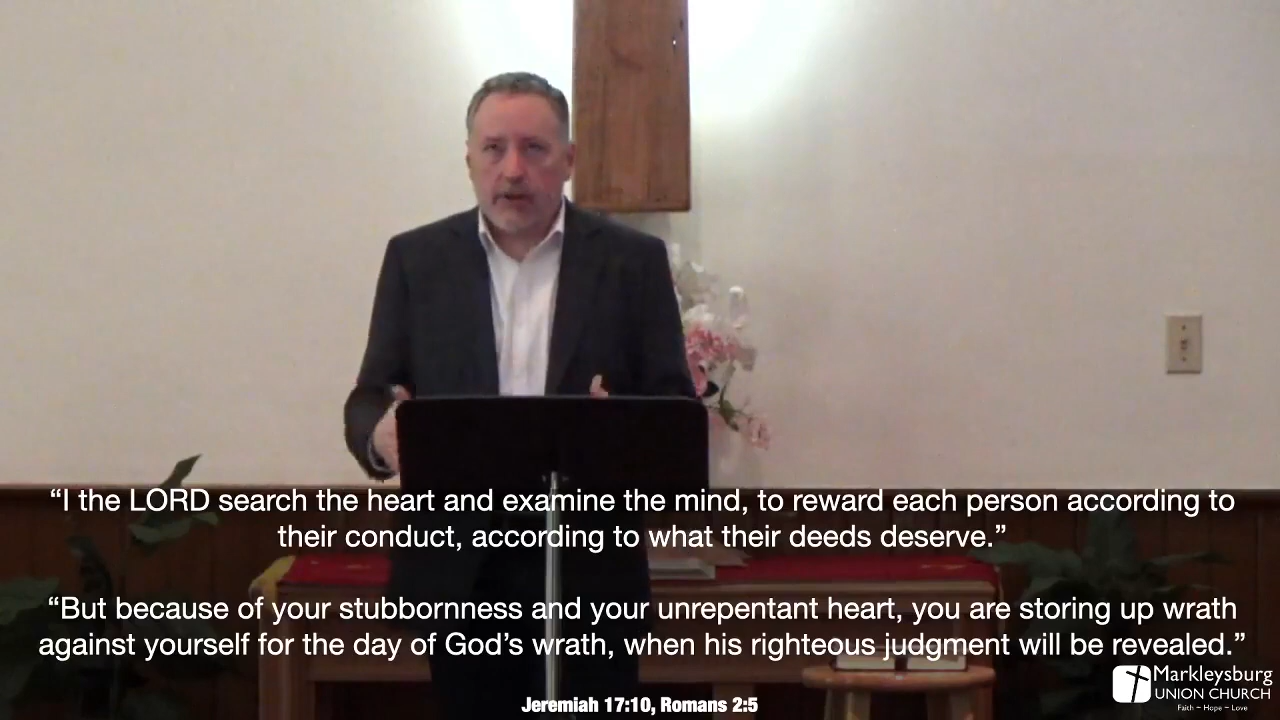 “I the LORD search the heart and examine the mind, to reward each person according to
their conduct, according to what their deeds deserve.”
“But because of your stubbornness and your unrepentant heart, you are storing up wrath
against yourself for the day of God’s wrath, when his righteous judgment will be revealed.”
Markleysburg
UNION CHURCH
Faith ~ Hope ~ Love
Jeremiah 17:10, Romans 2:5